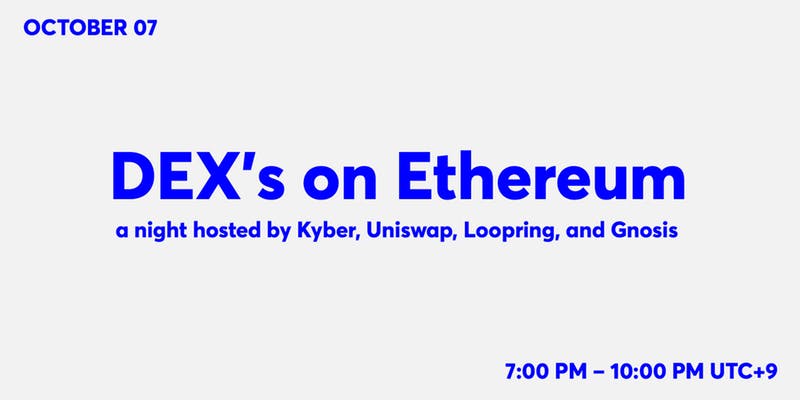 OCTOBER 07
DEX's on Ethereum
a night hosted by Kyber, Uniswap, Loopring, and Gnosis
7:00 PM – 10:00 PM UTC+9